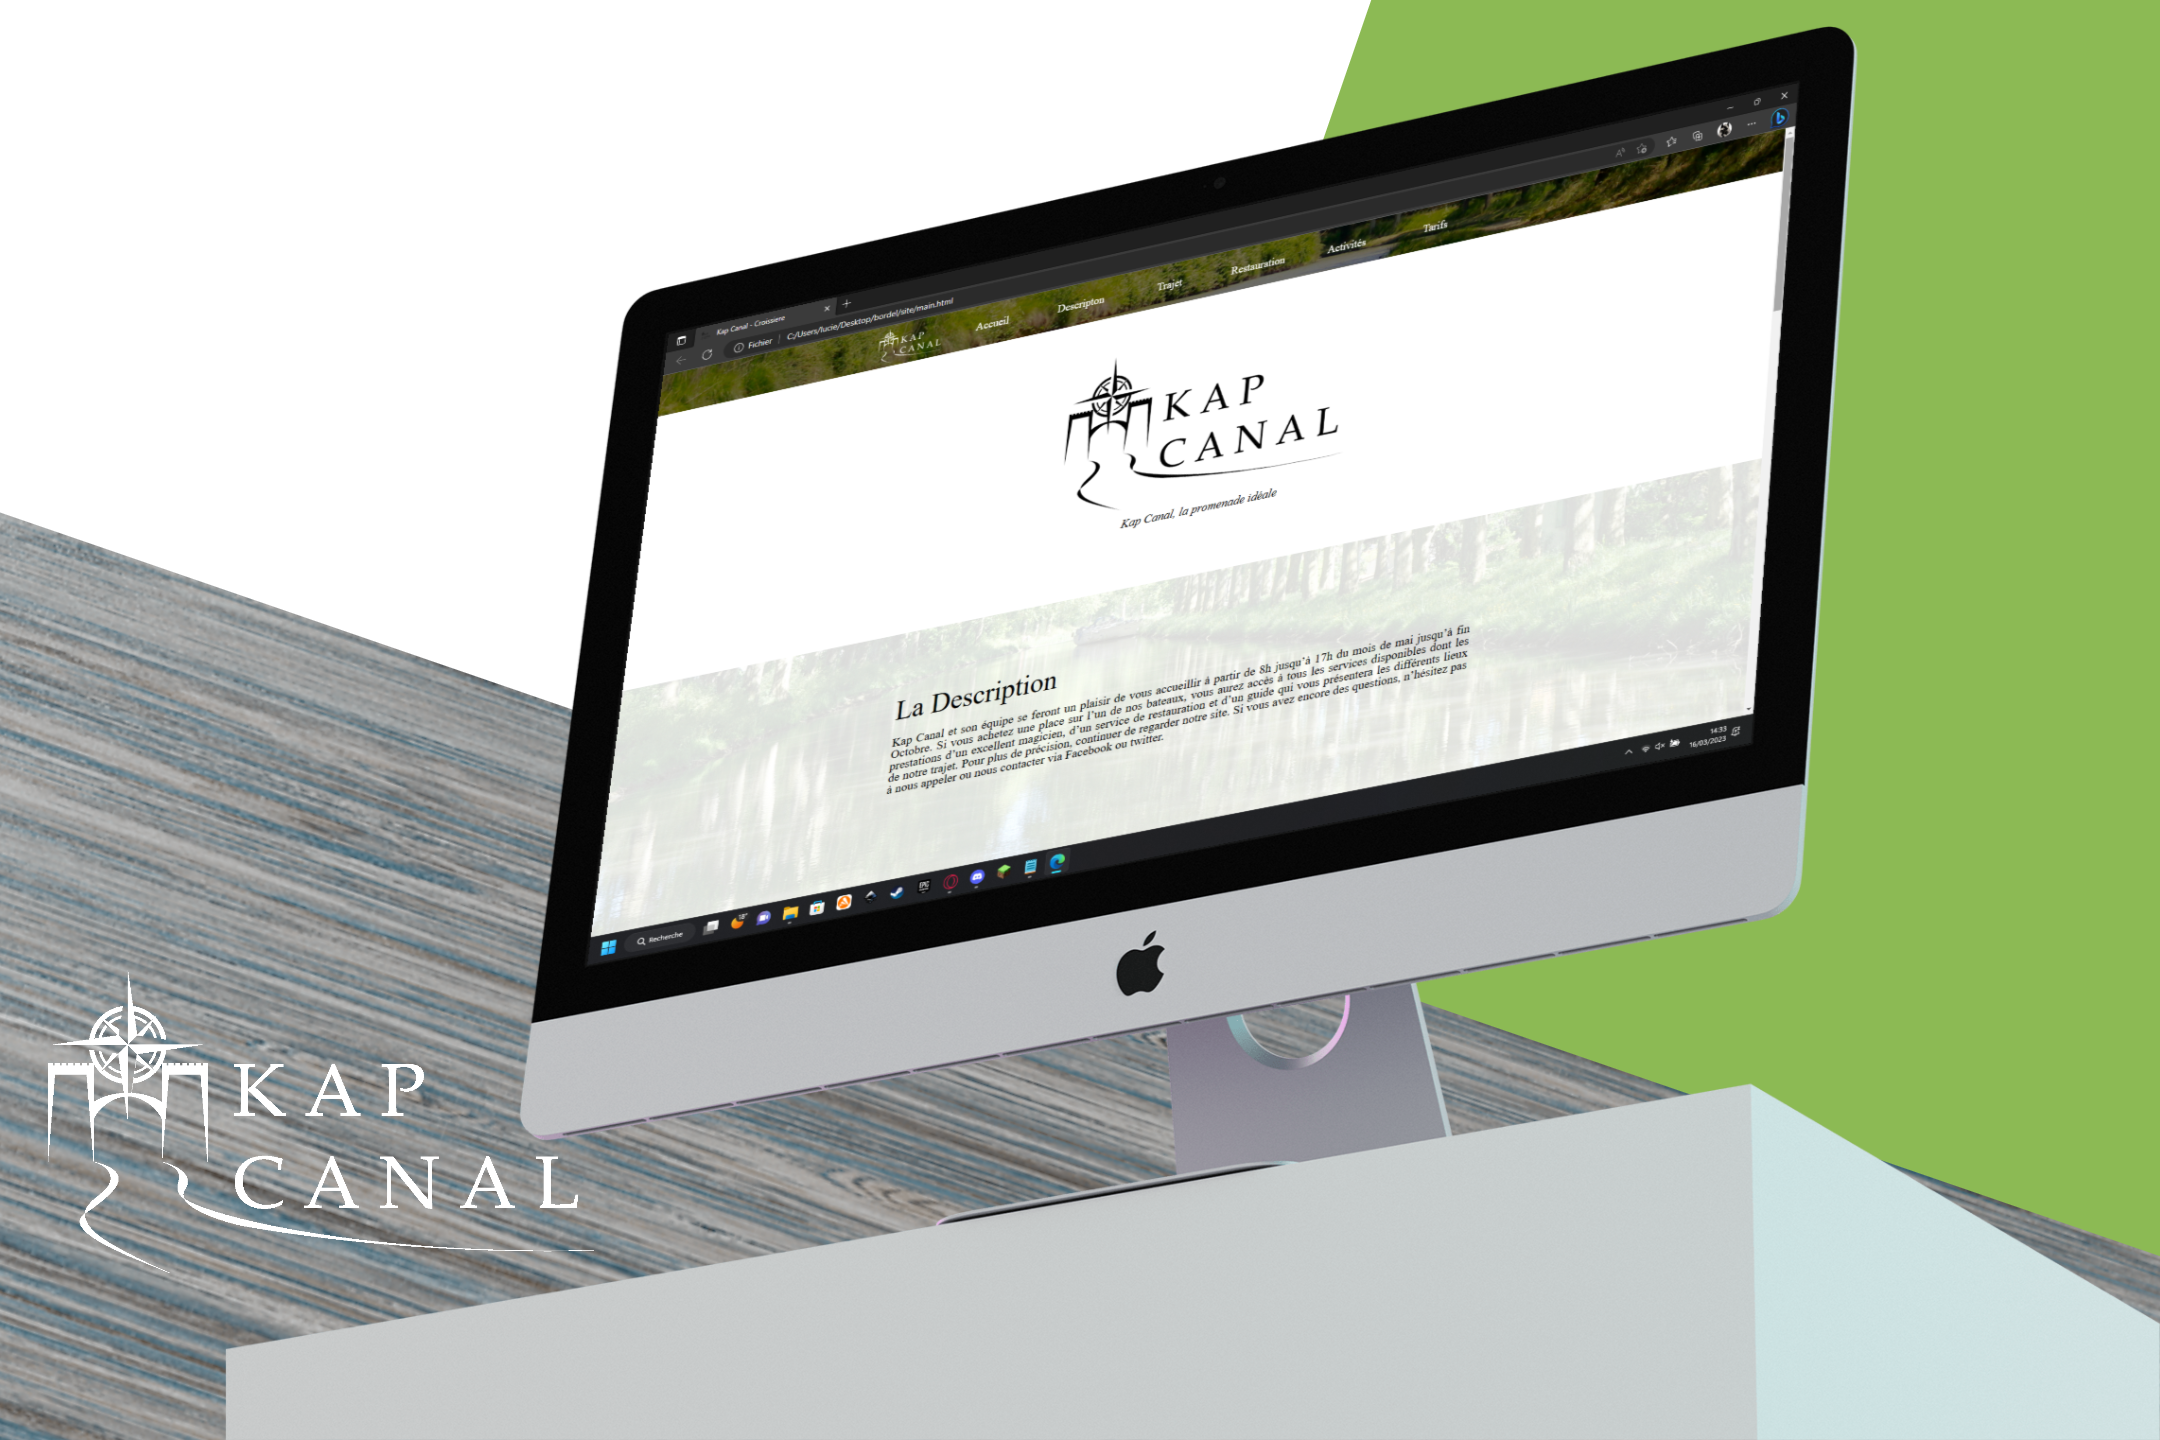 Kap Canal - Croissiere
Fichier
C:/Users/lucie/Desktop/bordel/site/main.html
KAP
CANAL
Accueil
Descripton
Trajet
Restauration
Activités
Tarifs
KAP
CANAL
Kap Canal, la promenade idéale
La Description
Kap Canal et son équipe se feront un plaisir de vous accueillir à partir de 8h jusqu'à 17h du mois de mai jusqu'à fin
Octobre. Si vous achetez une place sur l'un de nos bateaux, vous aurez accès à tous les services disponibles dont les
prestations d'un excellent magicien, d'un service de restauration et d'un guide qui vous présentera les différents lieux
de notre trajet. Pour plus de précision, continuer de regarder notre site. Si vous avez encore des questions, n'hésitez pas
à nous appeler ou nous contacter via Facebook ou twitter.
Recherche
18°
EPIC
14:33
16/03/2023
KAP
CANAL